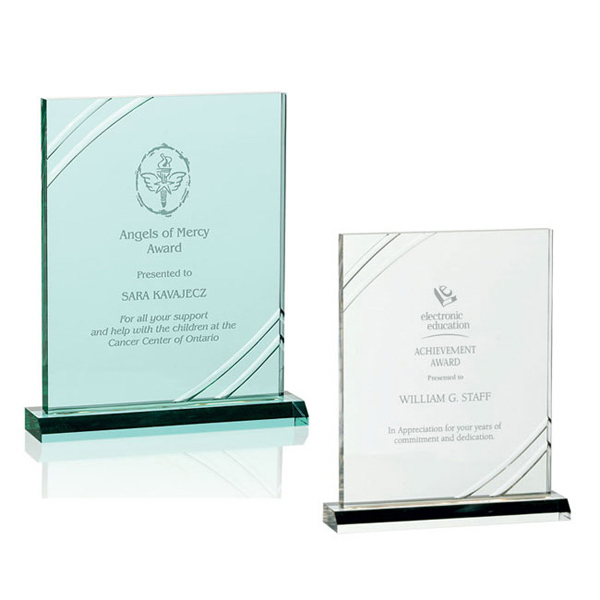 Angels of Mercy
Award
Presented to
SARA KAVAJECZ
For all your support
and help with the children at the
Cancer Center of Ontario
electronic
education
ACHIEVEMENT
AWARD
Presented to
WILLIAM G. STAFF
In Appreciation for your years of
commitment and dedication.